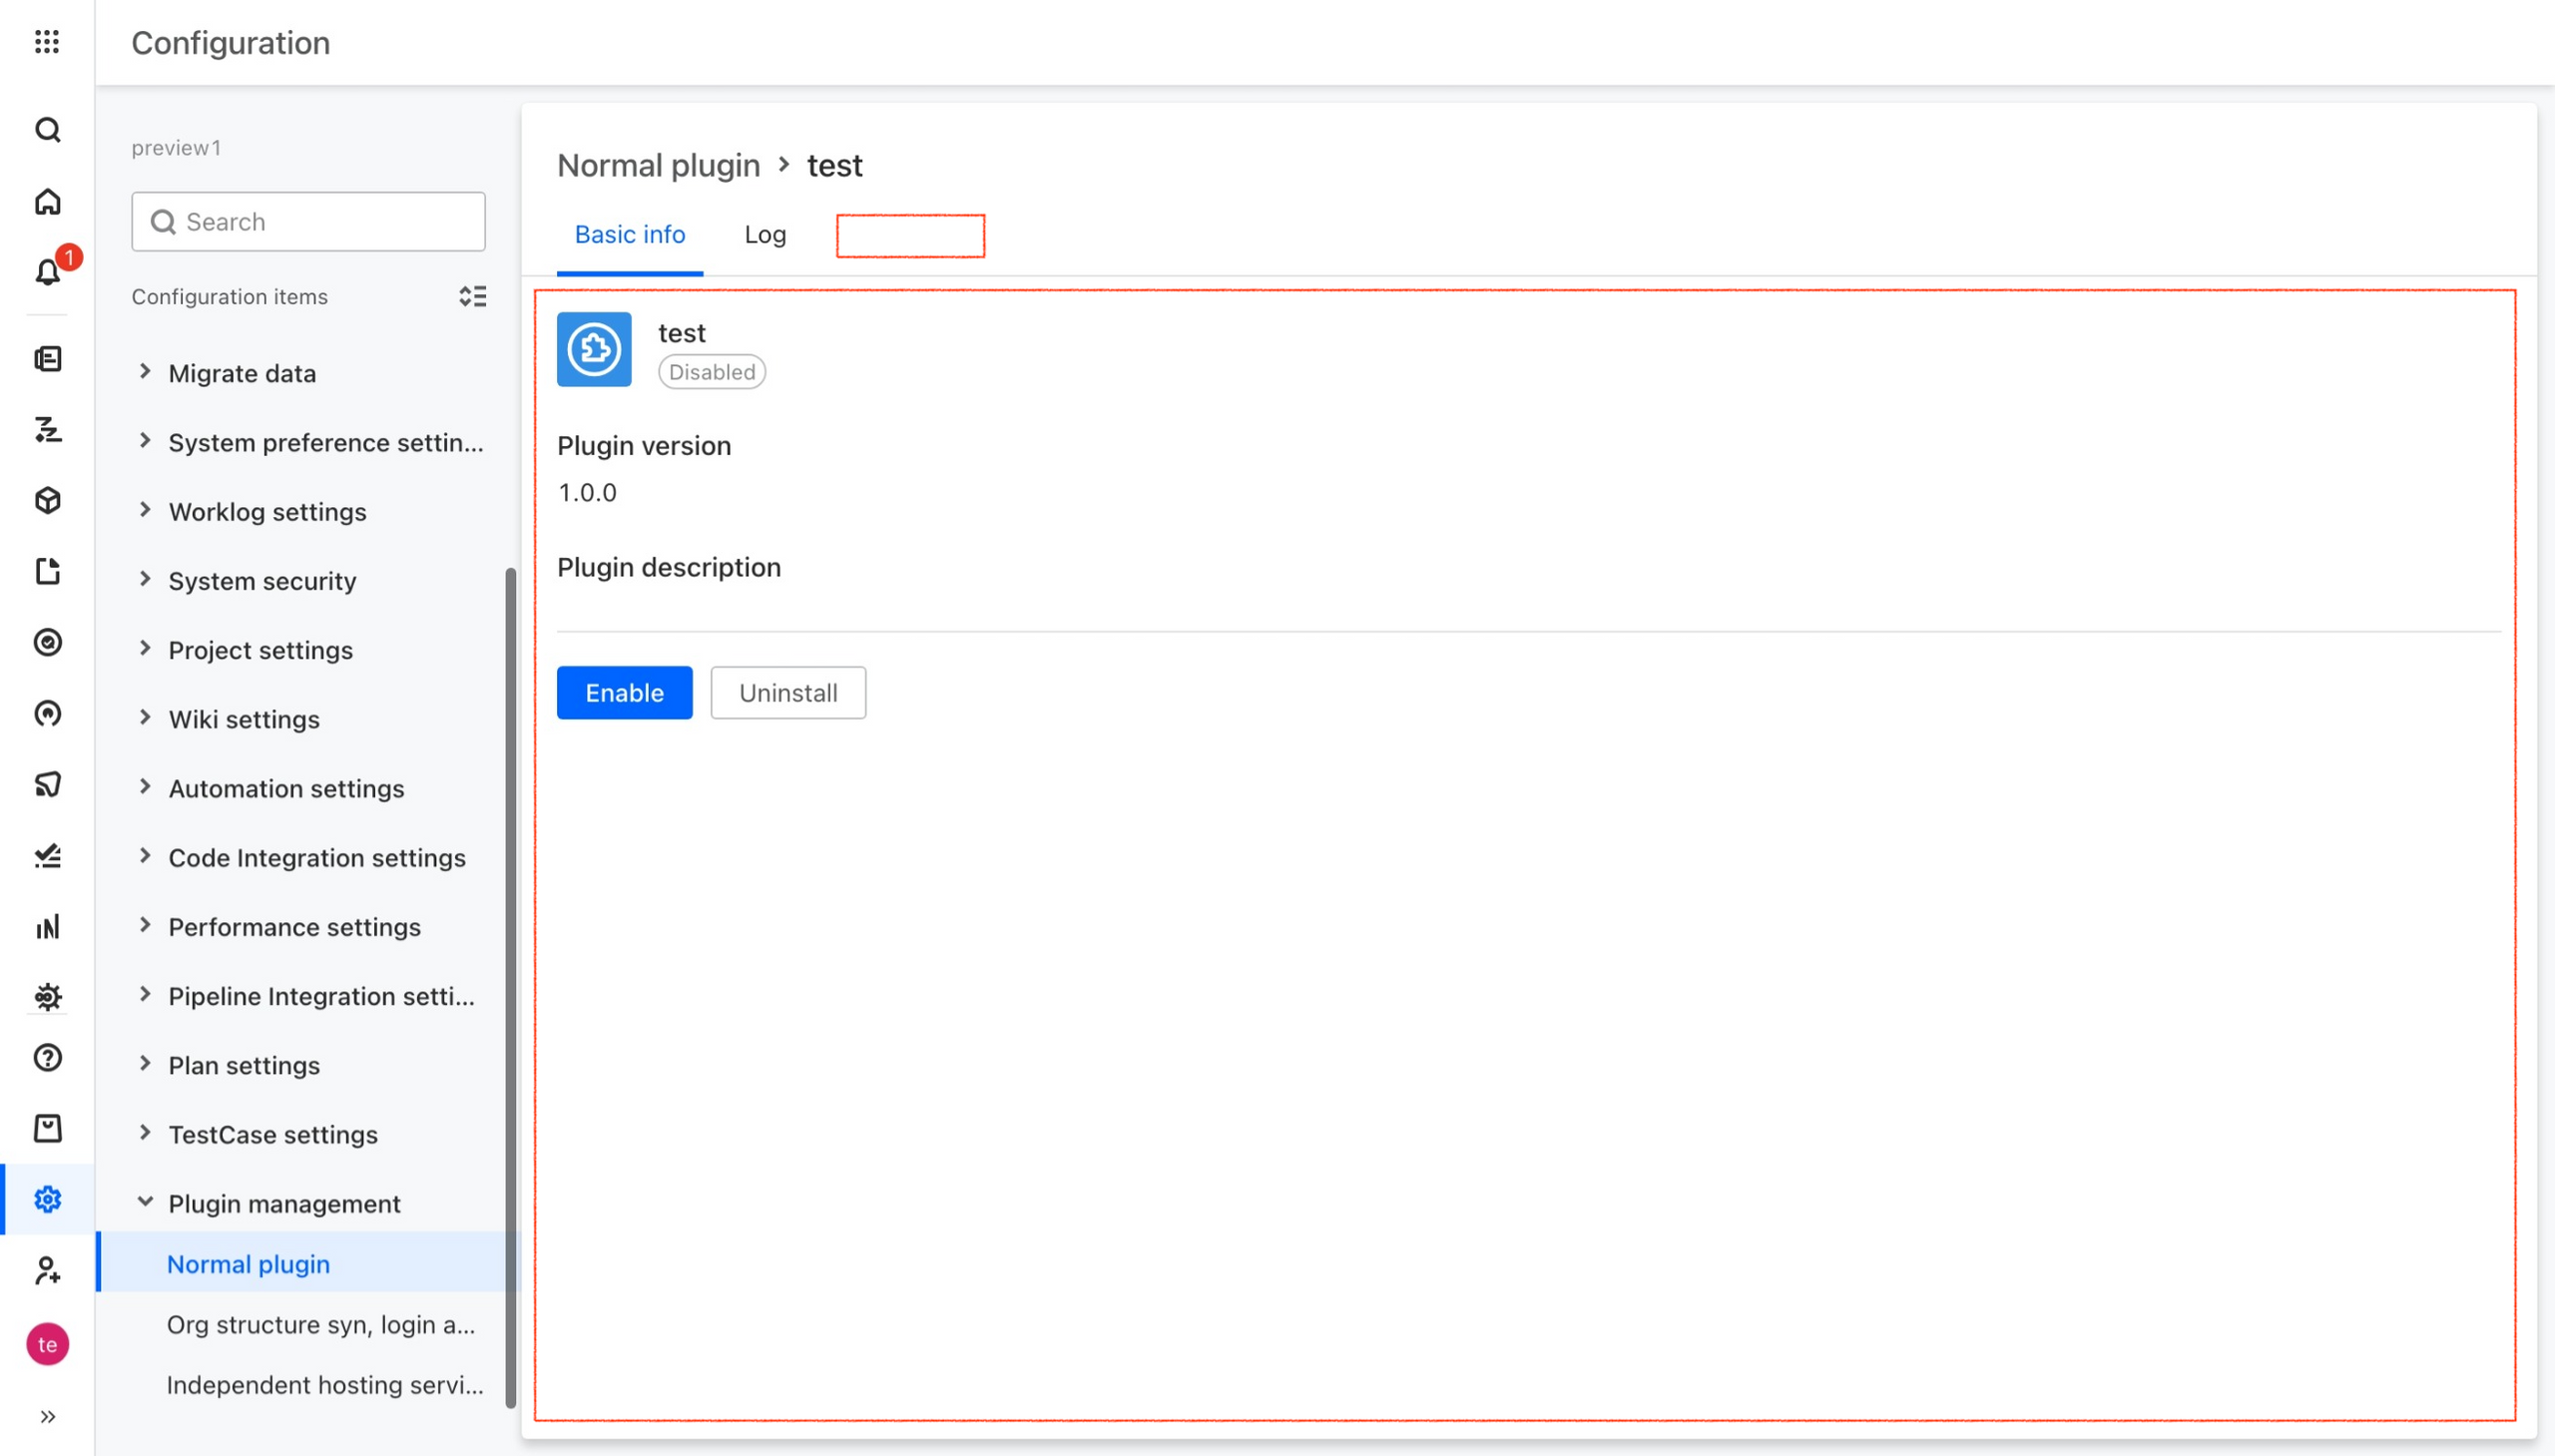 Configuration
1
preview1
Search
Configuration items
Migrate data
System preference settin...
Worklog settings
System security
Project settings
Wiki settings
Automation settings
Code Integration settings
Performance settings
Pipeline Integration setti...
Plan settings
TestCase settings
Plugin management
Normal plugin
Org structure syn, login a...
Independent hosting servi...
te
Normal plugin > test
Basic info Log
test
Disabled
Plugin version
1.0.0
Plugin description
Enable Uninstall